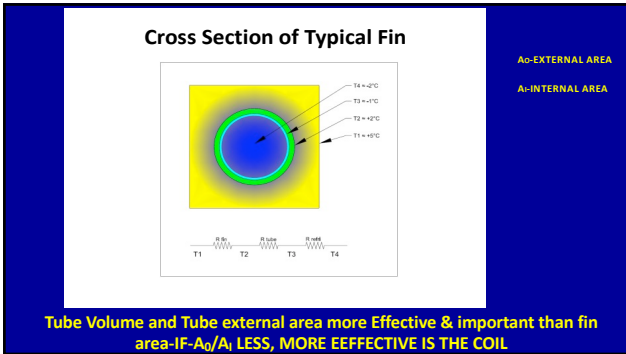 Cross Section of Typical Fin
A₀-EXTERNAL AREA
Aᵢ-INTERNAL AREA
T4 = -2°C
T3 = -1°C
T2 = +2°C
T1 = +5°C
R fin R tube R refril
T1 T2 T3 T4
Tube Volume and Tube external area more Effective & important than fin
area-IF-A₀/Aᵢ LESS, MORE EEFFECTIVE IS THE COIL